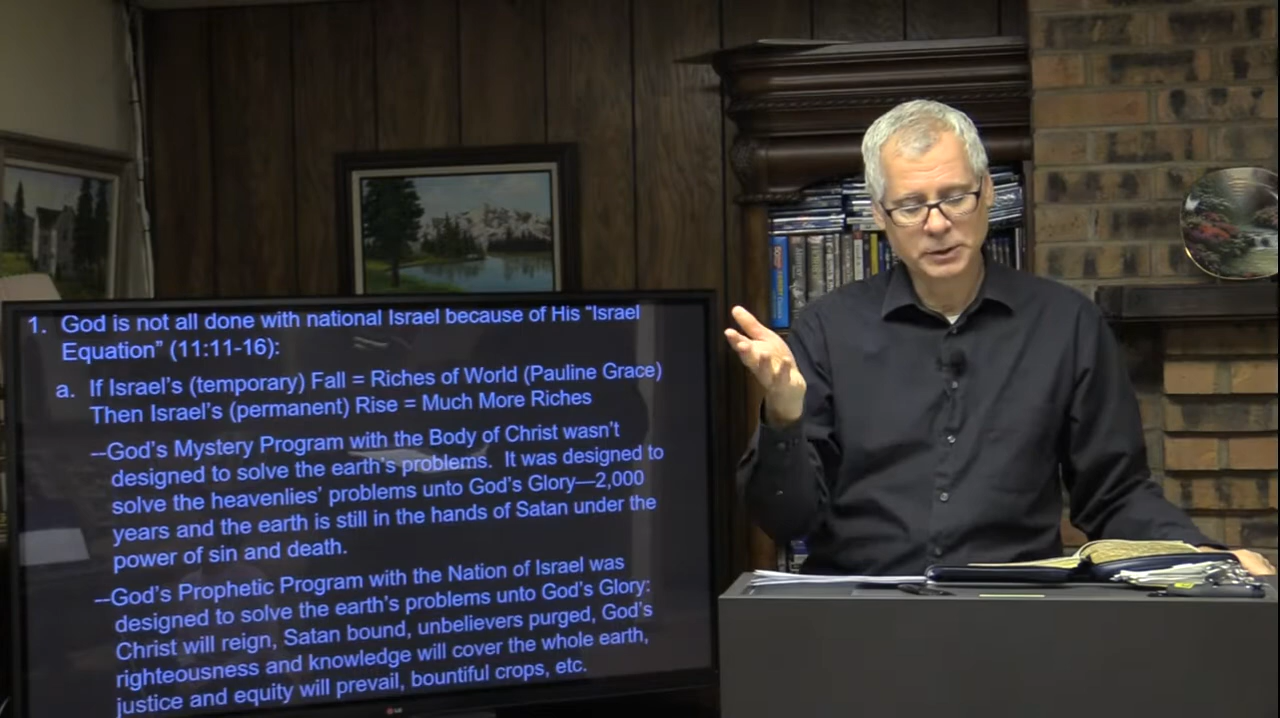 1. God is not all done with national Israel because of His “Israel
Equation” (11:11-16):
a. If Israel’s (temporary) Fall = Riches of World (Pauline Grace)
Then Israel’s (permanent) Rise = Much More Riches
--God’s Mystery Program with the Body of Christ wasn’t
designed to solve the earth’s problems. It was designed to
solve the heavenlies’ problems unto God’s Glory—2,000
years and the earth is still in the hands of Satan under the
power of sin and death.
--God’s Prophetic Program with the Nation of Israel was
designed to solve the earth’s problems unto God’s Glory:
Christ will reign, Satan bound, unbelievers purged, God’s
righteousness and knowledge will cover the whole earth,
justice and equity will prevail, bountiful crops, etc.
LG